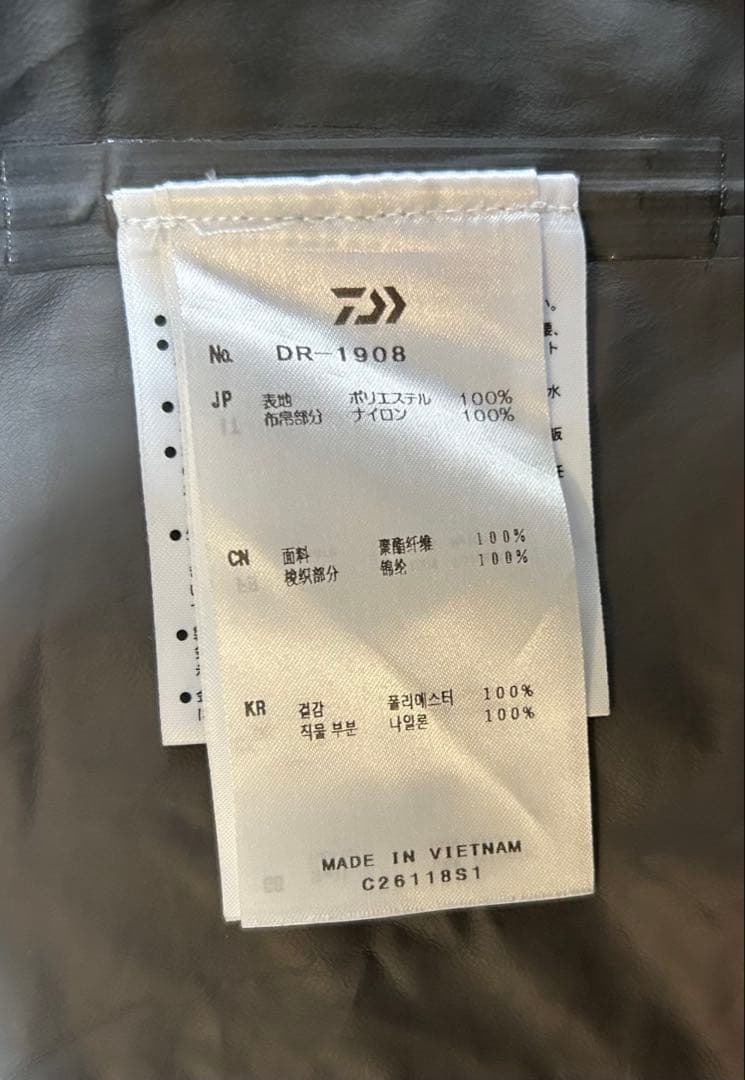 No. DR-1908
JP 表地 ポリエステル 100%
布帛部分 ナイロン 100%
CN 面料 聚酯纤维 100%
梭织部分 锦纶 100%
KR 겉감 폴리에스터 100%
직물 부분 나일론 100%
MADE IN VIETNAM
C26118S1